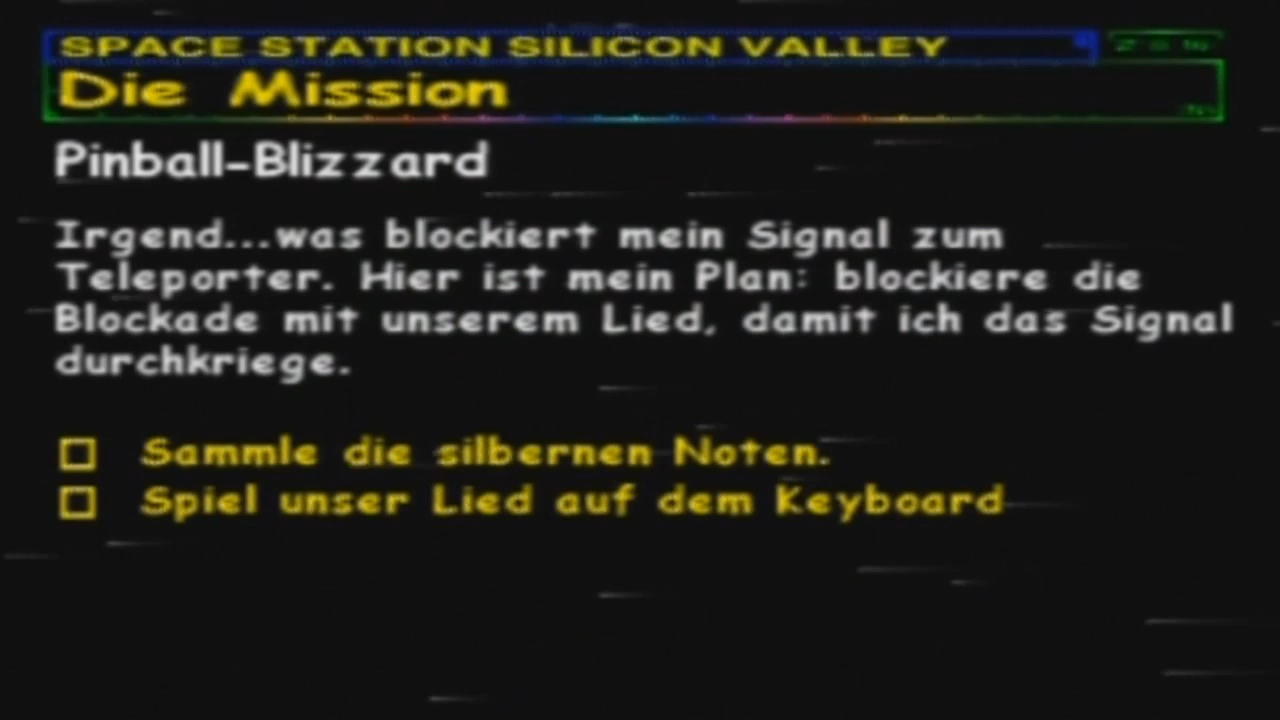 SPACE STATION SILICON VALLEY
Die Mission
Pinball-Blizzard
Irgend...was blockiert mein Signal zum
Teleporter. Hier ist mein Plan: blockiere die
Blockade mit unserem Lied, damit ich das Signal
durchkriege.
Sammle die silbernen Noten.
Spiel unser Lied auf dem Keyboard